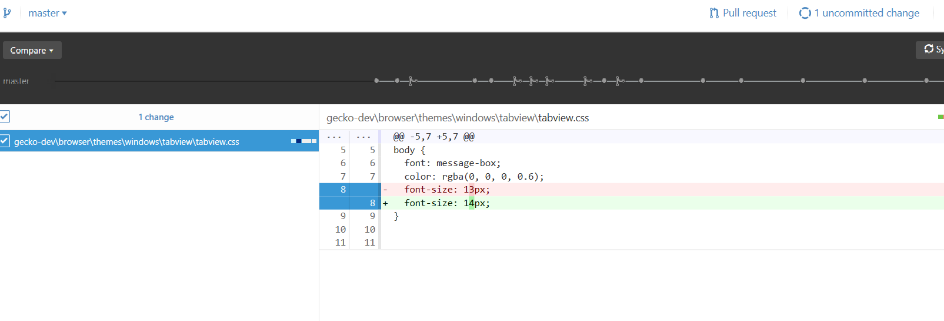 master
Pull request
1 uncommitted change
Compare
master
1 change
gecko-dev\browser\themes\windows\tabview\tabview.css
gecko-dev\browser\themes\windows\tabview\tabview.css
... ... @@ -5,7 +5,7 @@
5 5 body {
6 6 font: message-box;
7 7 color: rgba(0, 0, 0, 0.6);
8 - font-size: 13px;
8 + font-size: 14px;
9 9 }
10 10
11 11